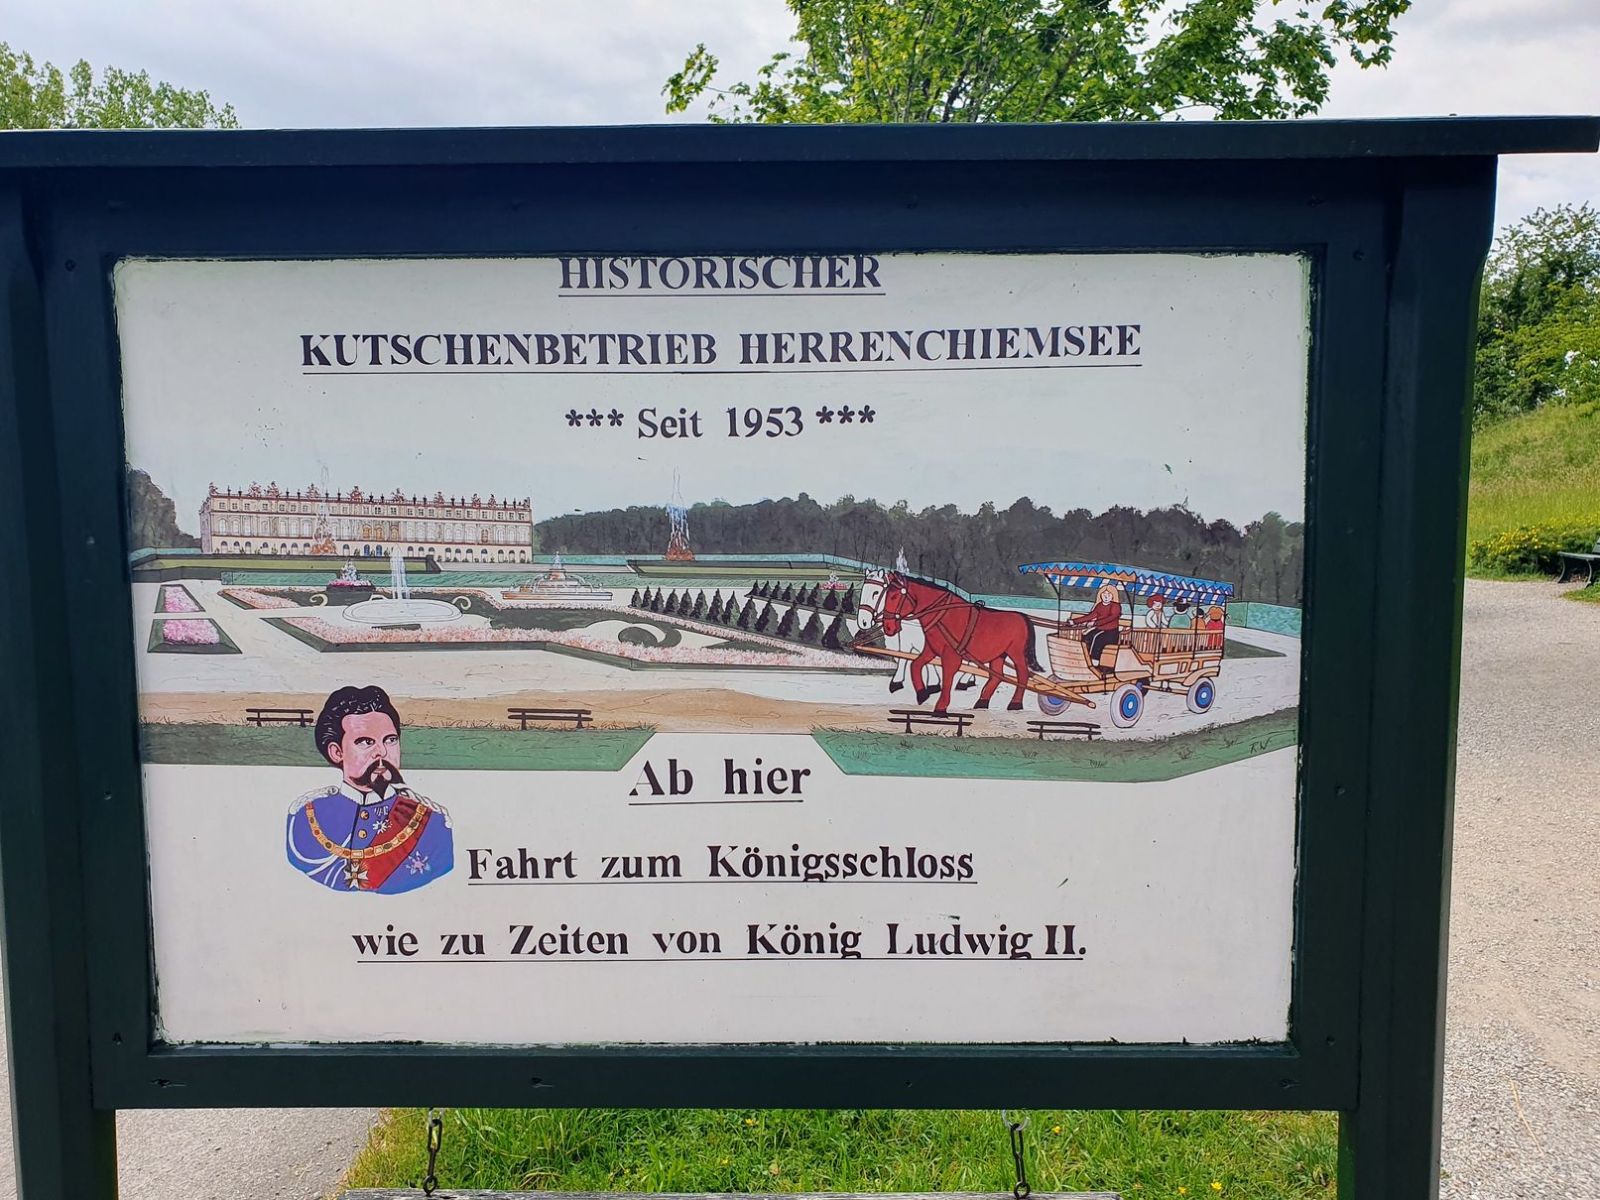 HISTORISCHER
KUTSCHENBETRIEB HERRENCHIEMSEE
*** Seit 1953 ***
Ab hier
Fahrt zum Königsschloss
wie zu Zeiten von König Ludwig II.